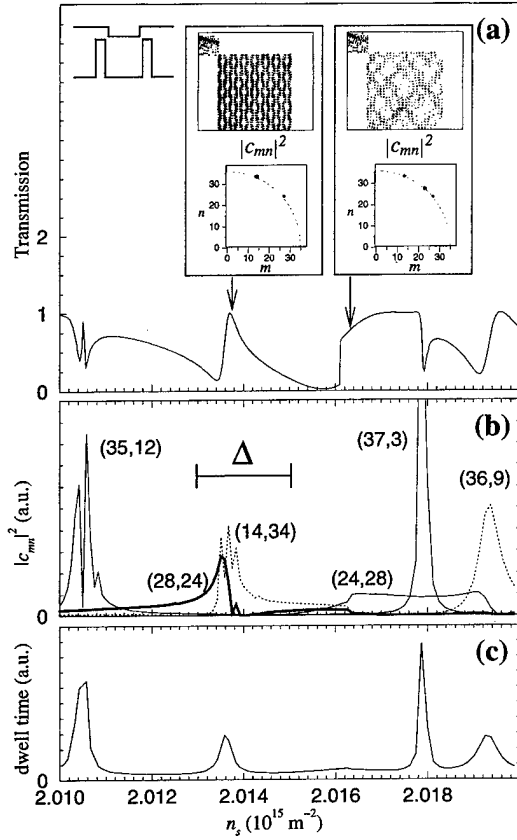 (a)
|c_mn|^2
|c_mn|^2
n
30
20
10
0
0 10 20 30
m
30
20
10
0
0 10 20 30
m
Transmission
2
1
0
(b)
(35,12)
Δ
(37,3)
(36,9)
(14,34)
(28,24)
(24,28)
|c_mn|^2 (a.u.)
0
(c)
dwell time (a.u.)
0
2.010 2.012 2.014 2.016 2.018
n_s (10^15 m^-2)